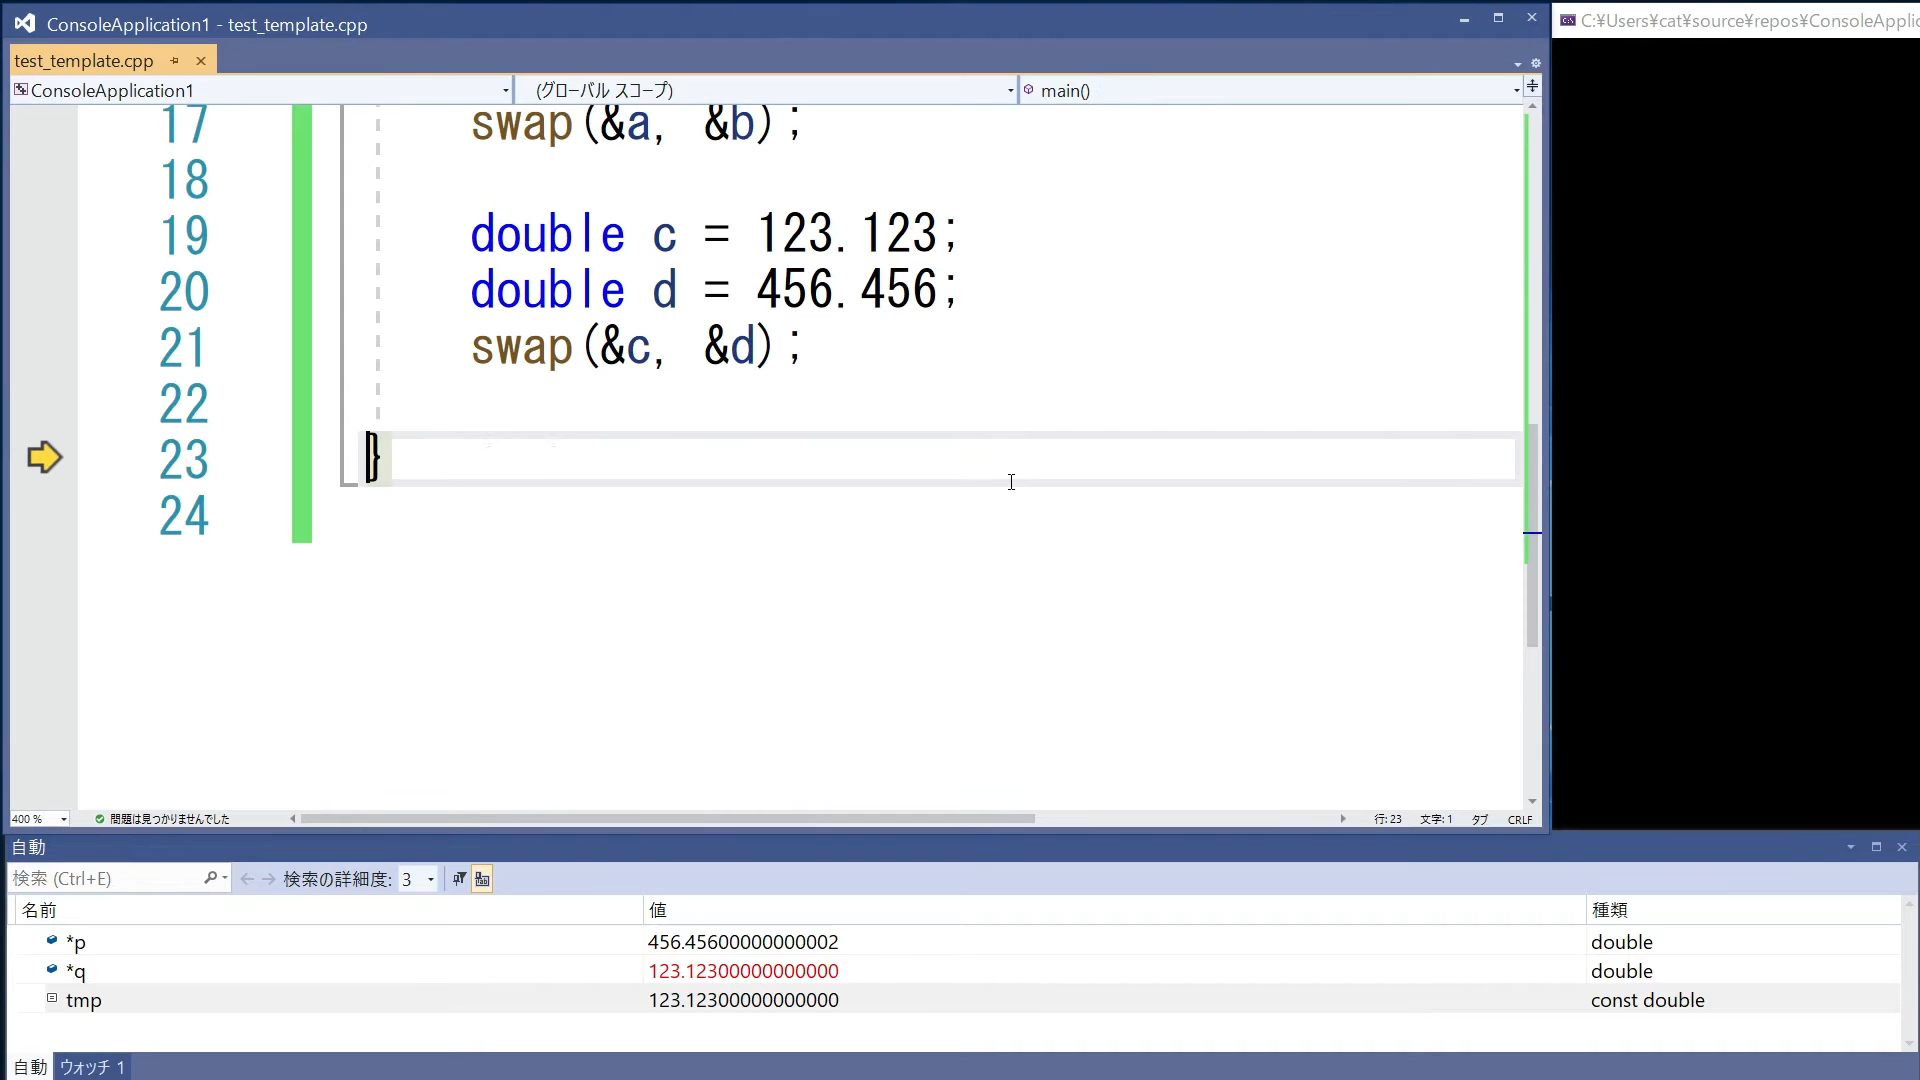 ConsoleApplication1 - test_template.cpp
C:¥Users¥cat¥source¥repos¥ConsoleApplic
test_template.cpp
ConsoleApplication1
(グローバル スコープ)
main()
17 swap(&a, &b);
18
19 double c = 123.123;
20 double d = 456.456;
21 swap(&c, &d);
22
23 }
24
400 %
問題は見つかりませんでした
行: 23
文字: 1
タブ
CRLF
自動
検索 (Ctrl+E)
検索の詳細度: 3
名前 値 種類
*p 456.45600000000002 double
*q 123.12300000000000 double
tmp 123.12300000000000 const double
自動 ウォッチ 1